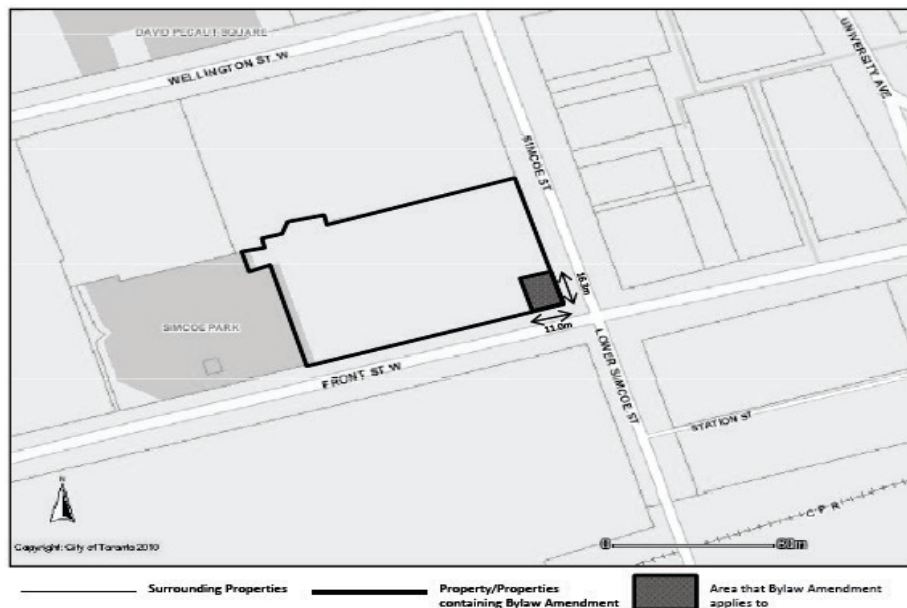 DAVID PECAUT SQUARE
WELLINGTON ST. W
UNIVERSITY AVE
SIMCOE ST
16.3m
SIMCOE PARK
11.0m
FRONT ST. W
LOWER SIMCOE ST
STATION ST
C P R
N
0
Copyright: City of Toronto 2010
Surrounding Properties
Property/Properties
containing Bylaw Amendment
Area that Bylaw Amendment
applies to